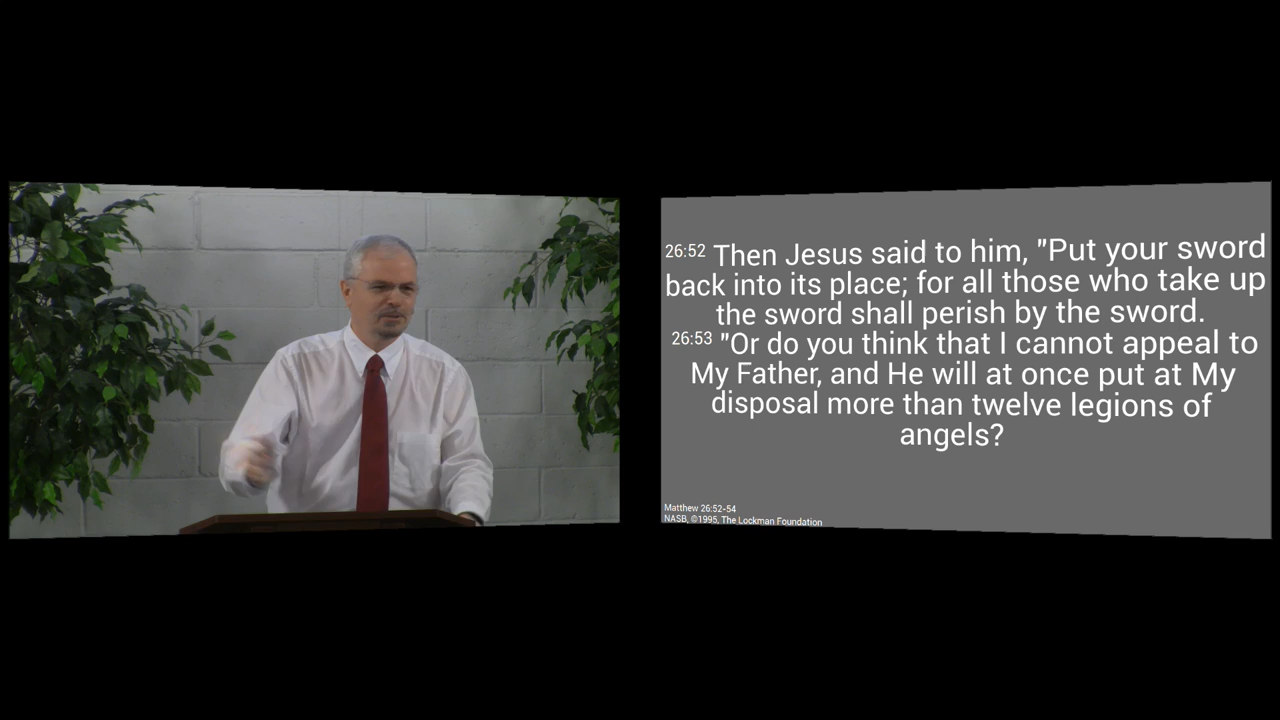 26:52 Then Jesus said to him, "Put your sword
back into its place; for all those who take up
the sword shall perish by the sword.
26:53 "Or do you think that I cannot appeal to
My Father, and He will at once put at My
disposal more than twelve legions of
angels?
Matthew 26:52-54
NASB, ©1995, The Lockman Foundation